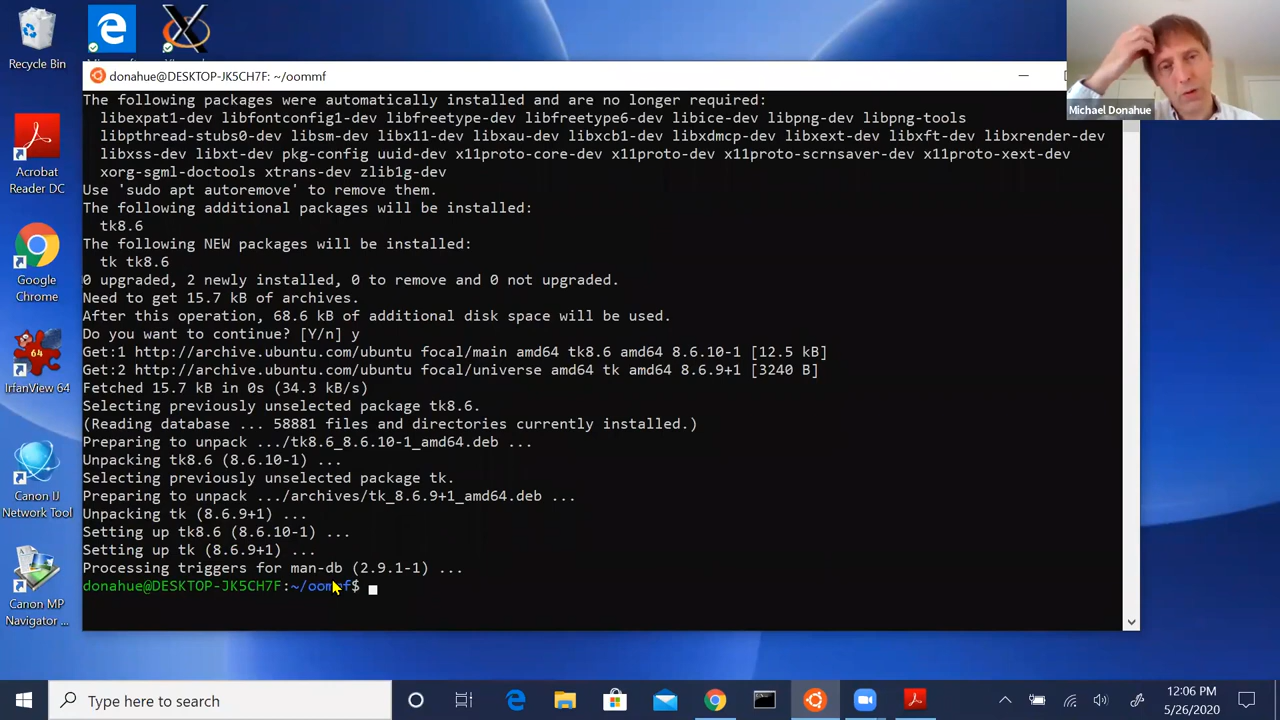 Recycle Bin
Acrobat
Reader DC
Google
Chrome
64
IrfanView 64
Canon IJ
Network Tool
Canon MP
Navigator ...
donahue@DESKTOP-JK5CH7F: ~/oommf
Michael Donahue
The following packages were automatically installed and are no longer required:
  libexpat1-dev libfontconfig1-dev libfreetype-dev libfreetype6-dev libice-dev libpng-dev libpng-tools
  libpthread-stubs0-dev libsm-dev libx11-dev libxau-dev libxcb1-dev libxdmcp-dev libxext-dev libxft-dev libxrender-dev
  libxss-dev libxt-dev pkg-config uuid-dev x11proto-core-dev x11proto-dev x11proto-scrnsaver-dev x11proto-xext-dev
  xorg-sgml-doctools xtrans-dev zlib1g-dev
Use 'sudo apt autoremove' to remove them.
The following additional packages will be installed:
  tk8.6
The following NEW packages will be installed:
  tk tk8.6
0 upgraded, 2 newly installed, 0 to remove and 0 not upgraded.
Need to get 15.7 kB of archives.
After this operation, 68.6 kB of additional disk space will be used.
Do you want to continue? [Y/n] y
Get:1 http://archive.ubuntu.com/ubuntu focal/main amd64 tk8.6 amd64 8.6.10-1 [12.5 kB]
Get:2 http://archive.ubuntu.com/ubuntu focal/universe amd64 tk amd64 8.6.9+1 [3240 B]
Fetched 15.7 kB in 0s (34.3 kB/s)
Selecting previously unselected package tk8.6.
(Reading database ... 58881 files and directories currently installed.)
Preparing to unpack .../tk8.6_8.6.10-1_amd64.deb ...
Unpacking tk8.6 (8.6.10-1) ...
Selecting previously unselected package tk.
Preparing to unpack .../archives/tk_8.6.9+1_amd64.deb ...
Unpacking tk (8.6.9+1) ...
Setting up tk8.6 (8.6.10-1) ...
Setting up tk (8.6.9+1) ...
Processing triggers for man-db (2.9.1-1) ...
donahue@DESKTOP-JK5CH7F:~/oommf$
Type here to search
12:06 PM
5/26/2020